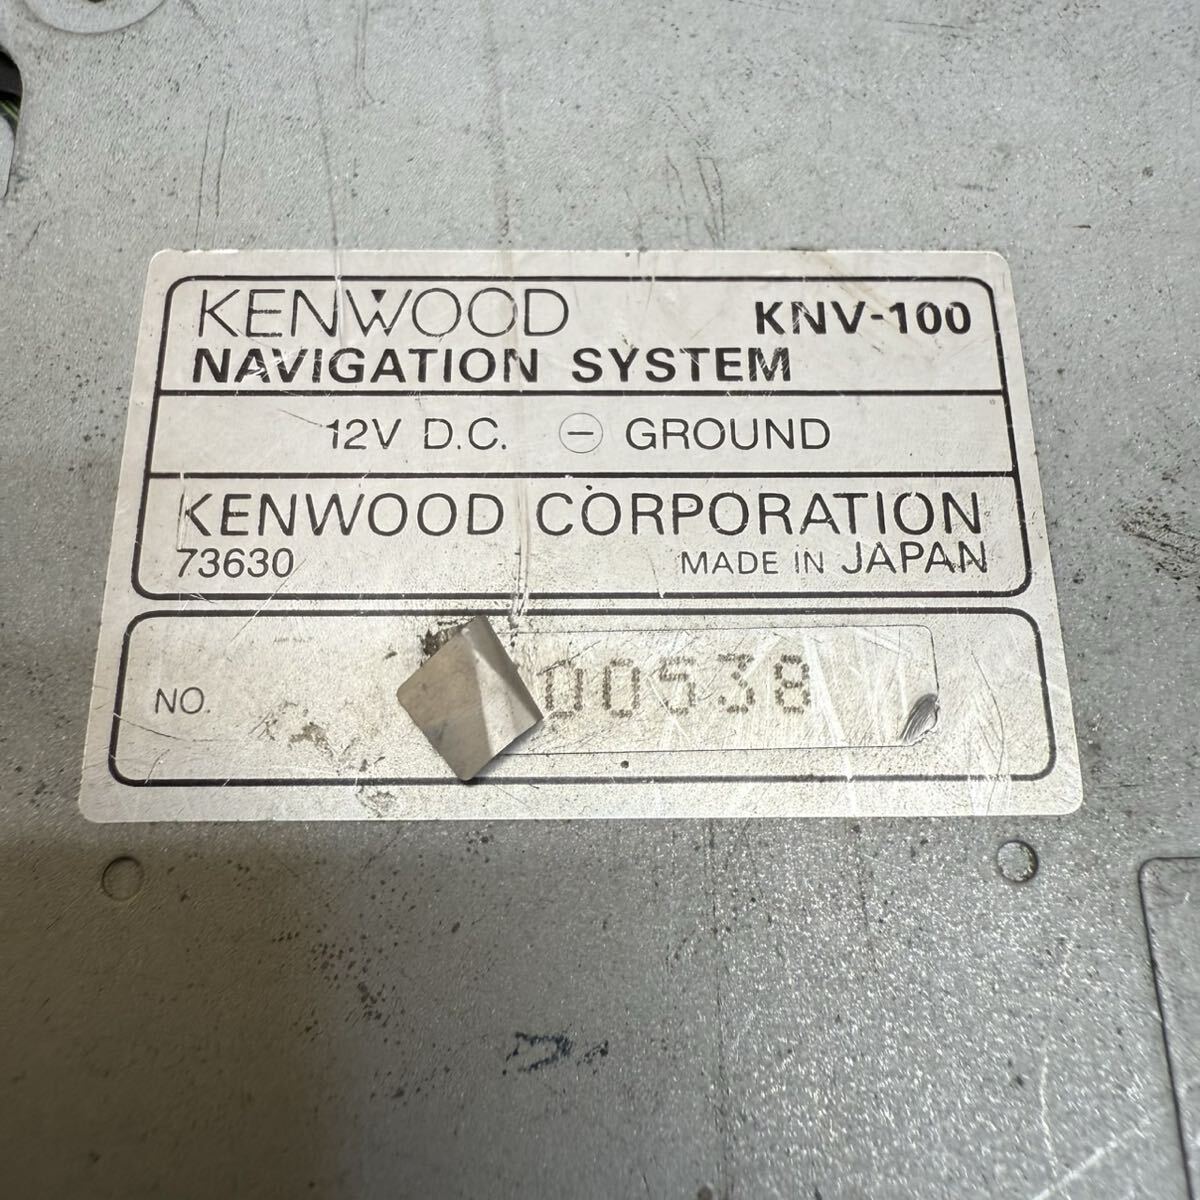 KENWOOD KNV-100
NAVIGATION SYSTEM
12V D.C. ⊖ GROUND
KENWOOD CORPORATION
73630 MADE IN JAPAN
NO. 00538